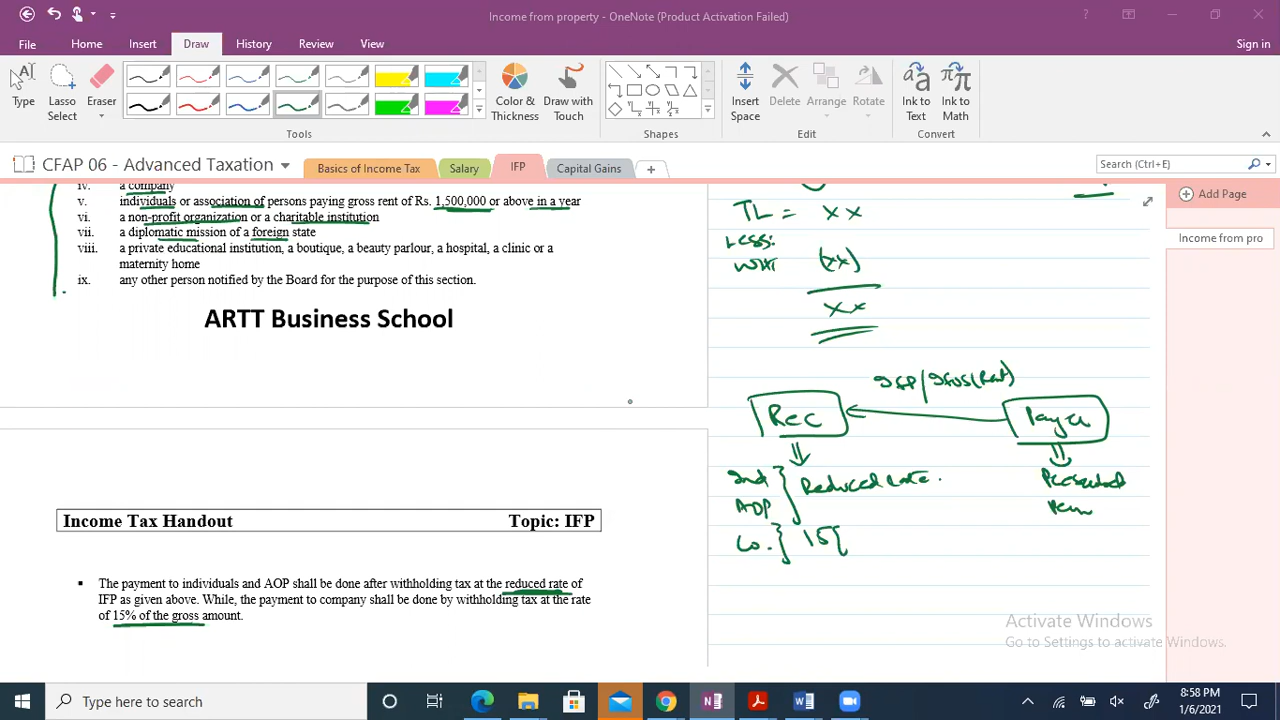 Income from property - OneNote (Product Activation Failed)
?
File Home Insert Draw History Review View
Sign in
Type
Lasso Select
Eraser
Color & Thickness
Draw with Touch
Insert Space
Delete
Arrange
Rotate
Ink to Text
Ink to Math
Tools
Shapes
Edit
Convert
CFAP 06 - Advanced Taxation
Basics of Income Tax
Salary
IFP
Capital Gains
Search (Ctrl+E)
Add Page
Income from pro
iv. a company
v. individuals or association of persons paying gross rent of Rs. 1,500,000 or above in a year
vi. a non-profit organization or a charitable institution
vii. a diplomatic mission of a foreign state
viii. a private educational institution, a boutique, a beauty parlour, a hospital, a clinic or a
maternity home
ix. any other person notified by the Board for the purpose of this section.
ARTT Business School
Income Tax Handout Topic: IFP
▪ The payment to individuals and AOP shall be done after withholding tax at the reduced rate of
IFP as given above. While, the payment to company shall be done by withholding tax at the rate
of 15% of the gross amount.
TL = xx
Less:
WHT (xx)
xx
IFP/IFOS(Rent)
Rec Payer
Ind Reduced rate. Prescribed
AOP Person
Co. 15%
Activate Windows
Go to Settings to activate Windows.
Type here to search
8:58 PM
1/6/2021